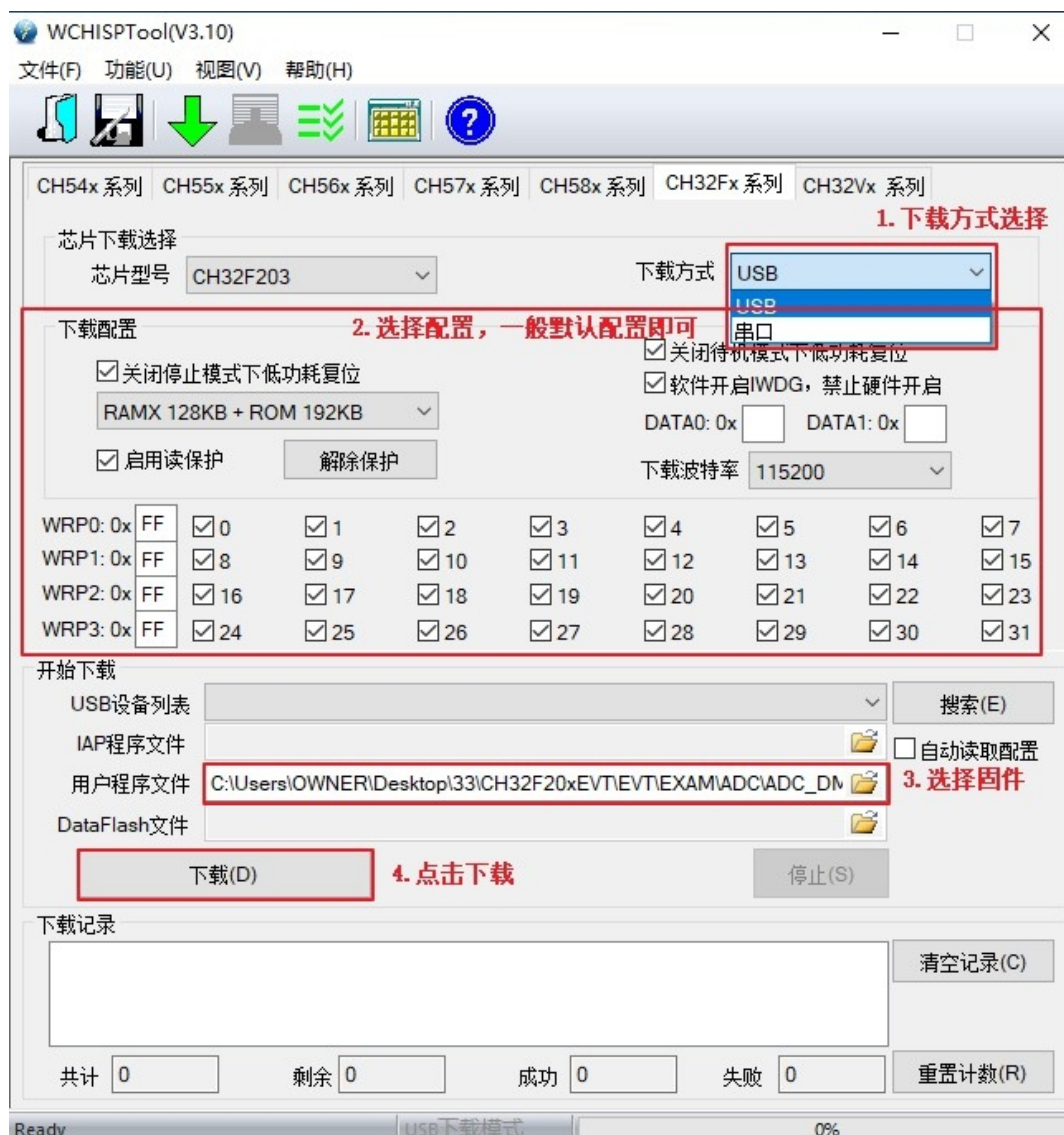 WCHISPTool(V3.10)
文件(F) 功能(U) 视图(V) 帮助(H)
CH54x 系列 CH55x 系列 CH56x 系列 CH57x 系列 CH58x 系列 CH32Fx 系列 CH32Vx 系列
1. 下载方式选择
芯片下载选择
芯片型号 CH32F203 下载方式 USB
USB
串口
下载配置 2. 选择配置，一般默认配置即可
关闭停止模式下低功耗复位 关闭待机模式下低功耗复位
RAMX 128KB + ROM 192KB 软件开启IWDG，禁止硬件开启
DATA0: 0x DATA1: 0x
启用读保护 解除保护 下载波特率 115200
WRP0: 0x FF 0 1 2 3 4 5 6 7
WRP1: 0x FF 8 9 10 11 12 13 14 15
WRP2: 0x FF 16 17 18 19 20 21 22 23
WRP3: 0x FF 24 25 26 27 28 29 30 31
开始下载
USB设备列表 搜索(E)
IAP程序文件 自动读取配置
用户程序文件 C:\Users\OWNER\Desktop\33\CH32F20xEVT\EVT\EXAM\ADC\ADC_DM 3. 选择固件
DataFlash文件
下载(D) 4. 点击下载 停止(S)
下载记录
清空记录(C)
共计 0 剩余 0 成功 0 失败 0 重置计数(R)
Ready USB下载模式 0%